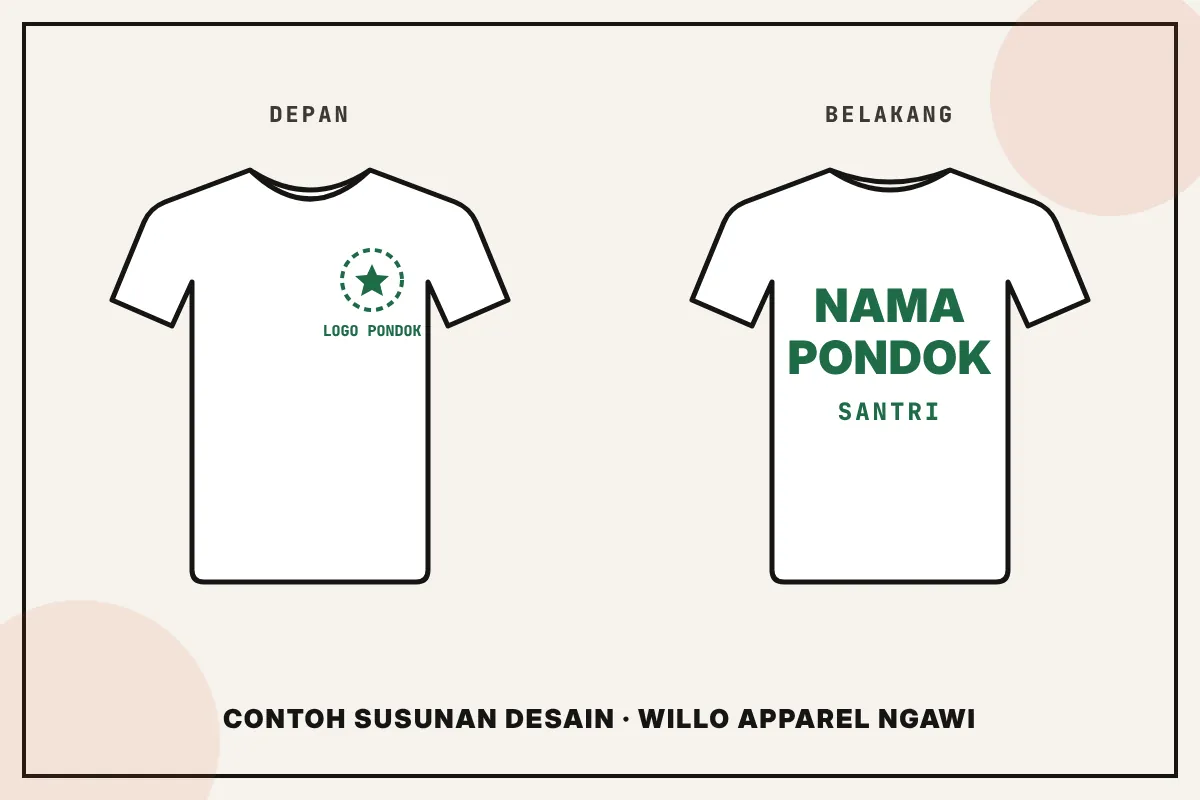 DEPAN
BELAKANG
LOGO PONDOK
NAMA
PONDOK
SANTRI
CONTOH SUSUNAN DESAIN · WILLO APPAREL NGAWI